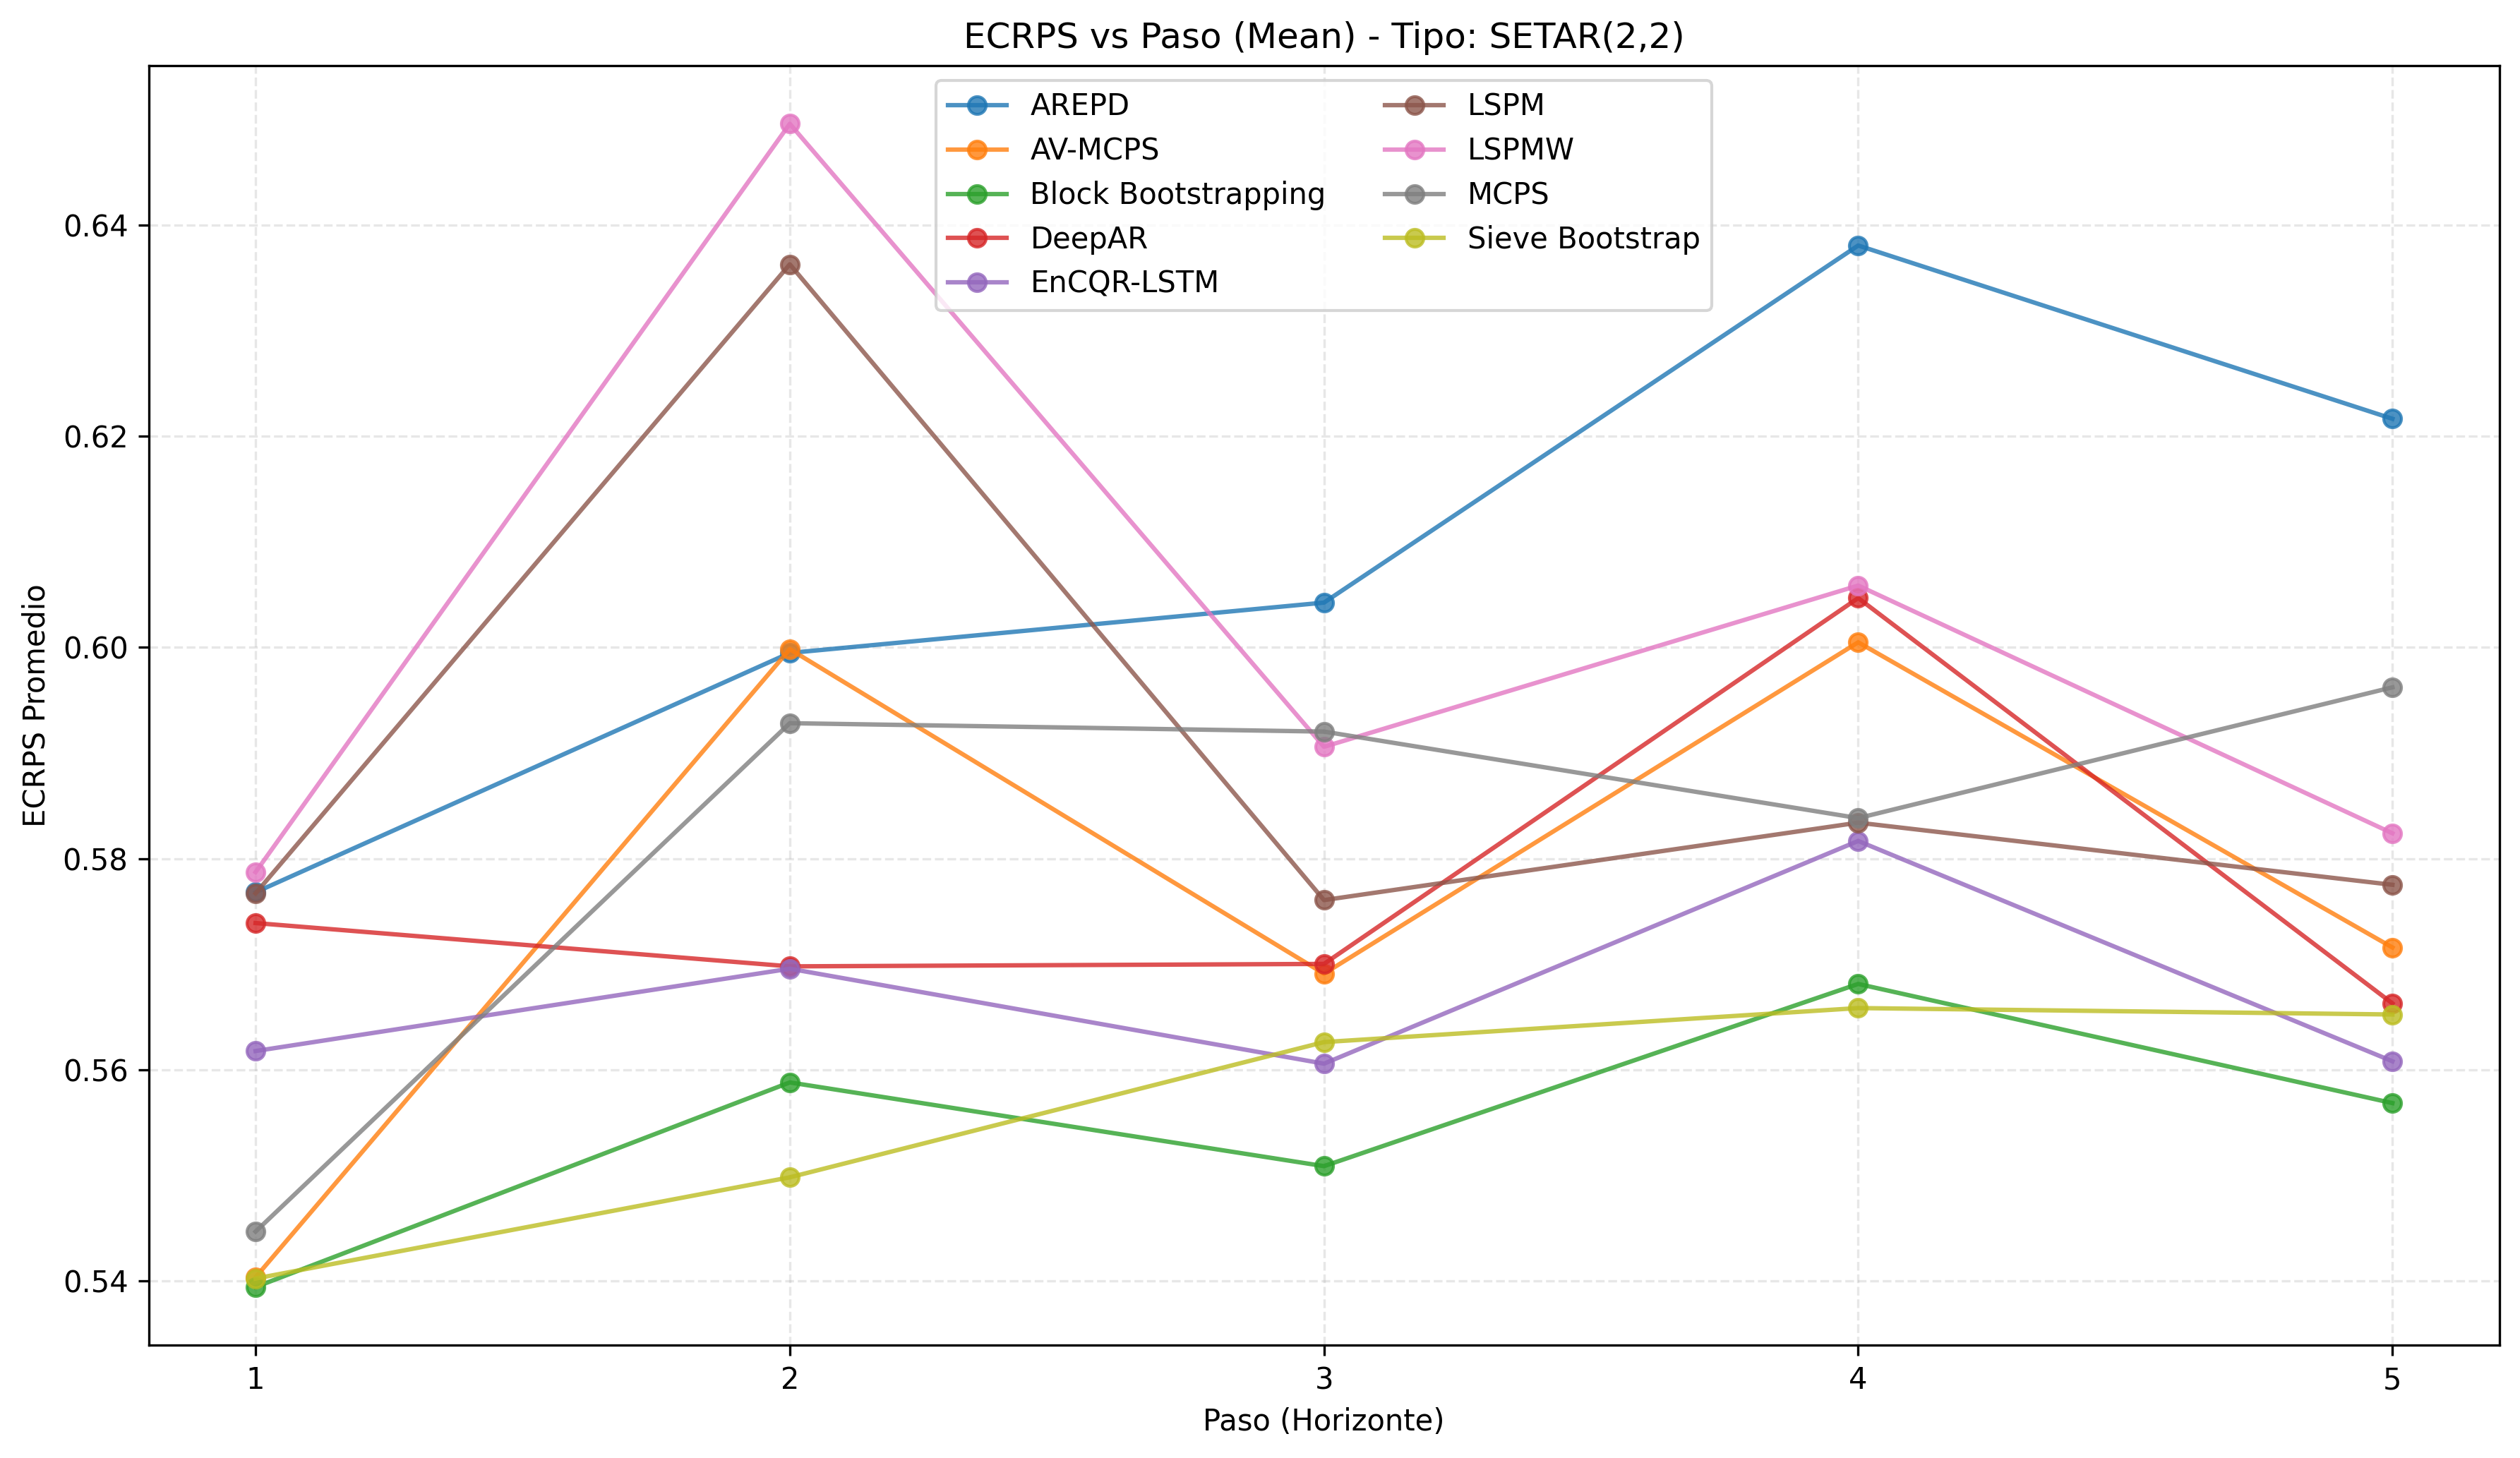 ECRPS vs Paso (Mean) - Tipo: SETAR(2,2)
AREPD
AV-MCPS
Block Bootstrapping
DeepAR
EnCQR-LSTM
LSPM
LSPMW
MCPS
Sieve Bootstrap
ECRPS Promedio
0.64
0.62
0.60
0.58
0.56
0.54
1 2 3 4 5
Paso (Horizonte)